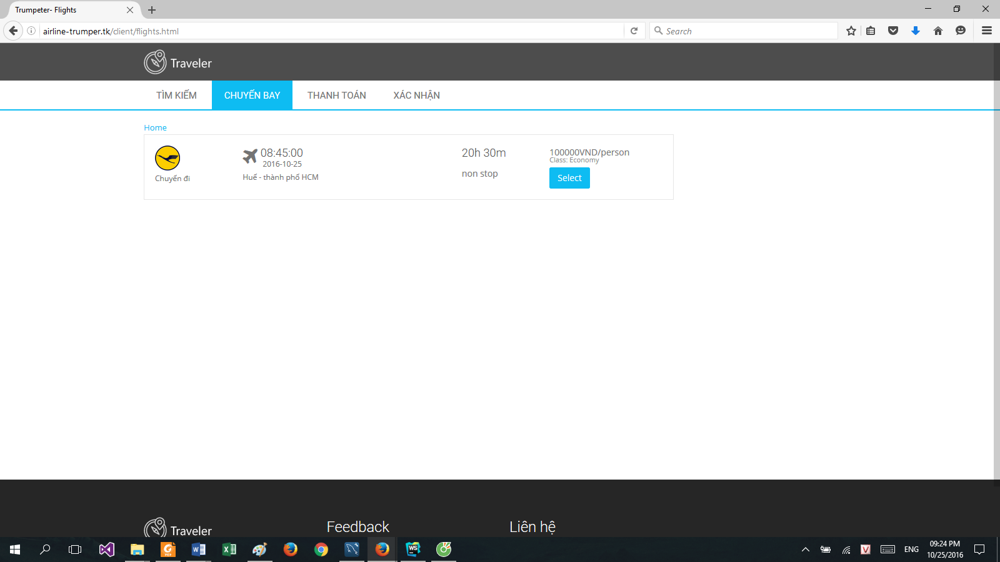 Trumpeter- Flights
airline-trumper.tk/client/flights.html
Search
Traveler
TÌM KIẾM
CHUYẾN BAY
THANH TOÁN
XÁC NHẬN
Home
08:45:00
2016-10-25
Chuyến đi
Huế - thành phố HCM
20h 30m
non stop
100000VND/person
Class: Economy
Select
Traveler
Feedback
Liên hệ
PDF
WS
V
ENG
09:24 PM
10/25/2016